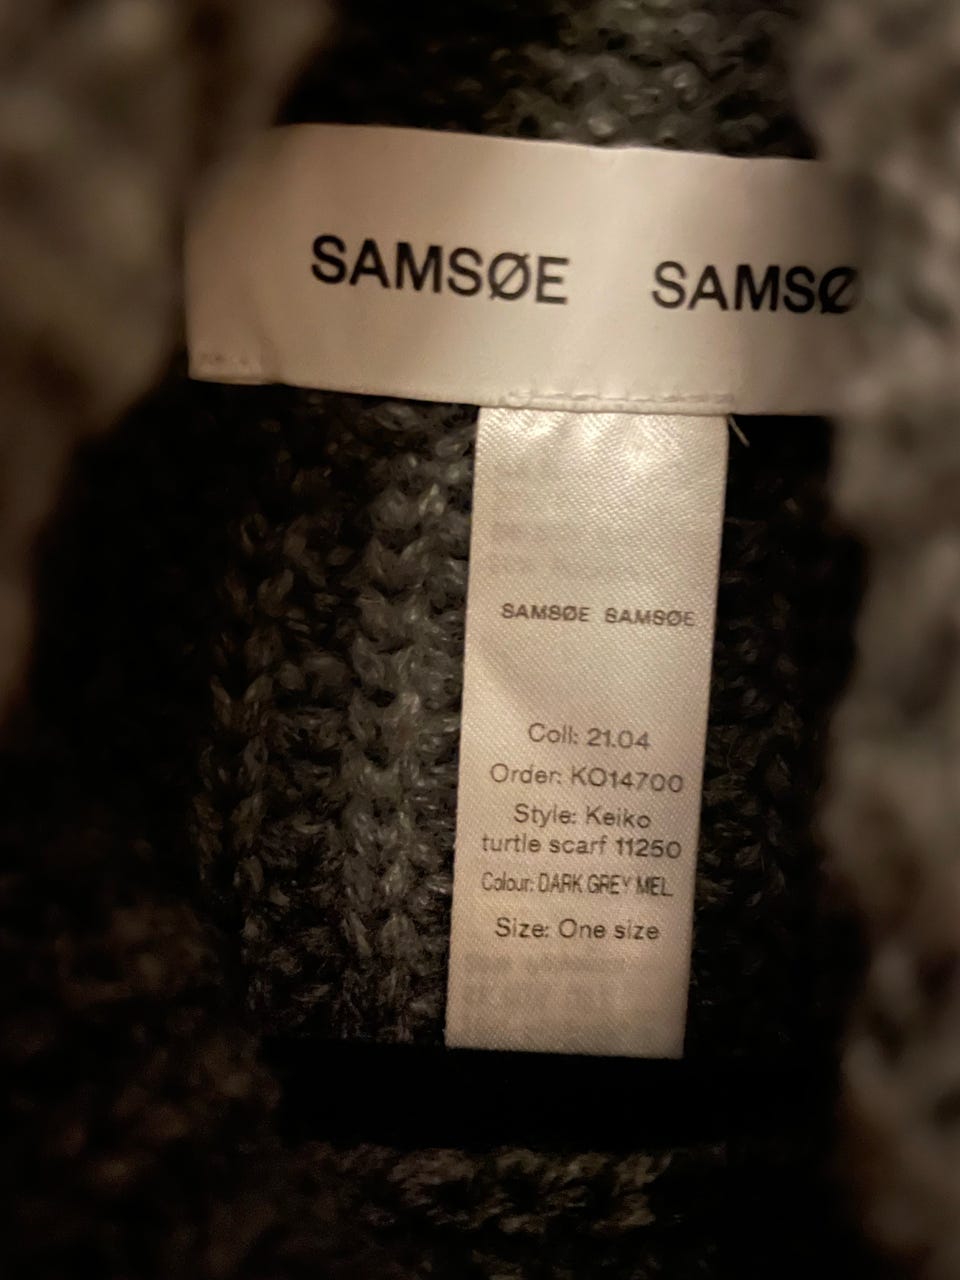 SAMSØE SAMSØ
SAMSØE SAMSØE
Coll: 21.04
Order: KO14700
Style: Keiko
turtle scarf 11250
Colour: DARK GREY MEL.
Size: One size